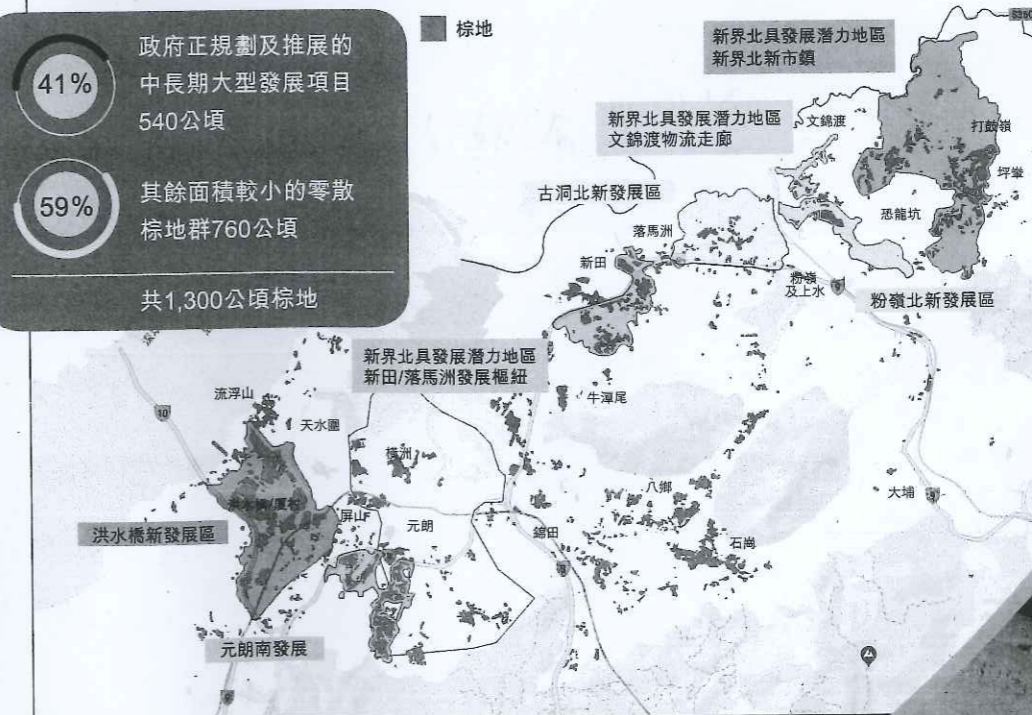 41%
政府正規劃及推展的
中長期大型發展項目
540公頃
59%
其餘面積較小的零散
棕地群760公頃
共1,300公頃棕地
棕地
新界北具發展潛力地區
新界北新市鎮
新界北具發展潛力地區
文錦渡物流走廊
文錦渡
打鼓嶺
坪輋
恐龍坑
古洞北新發展區
落馬洲
新田
粉嶺
及上水
9
粉嶺北新發展區
新界北具發展潛力地區
新田/落馬洲發展樞紐
牛潭尾
流浮山
10
天水圍
橫洲
八鄉
大埔
9
屏山
元朗
錦田
石崗
洪水橋新發展區
元朗南發展
9